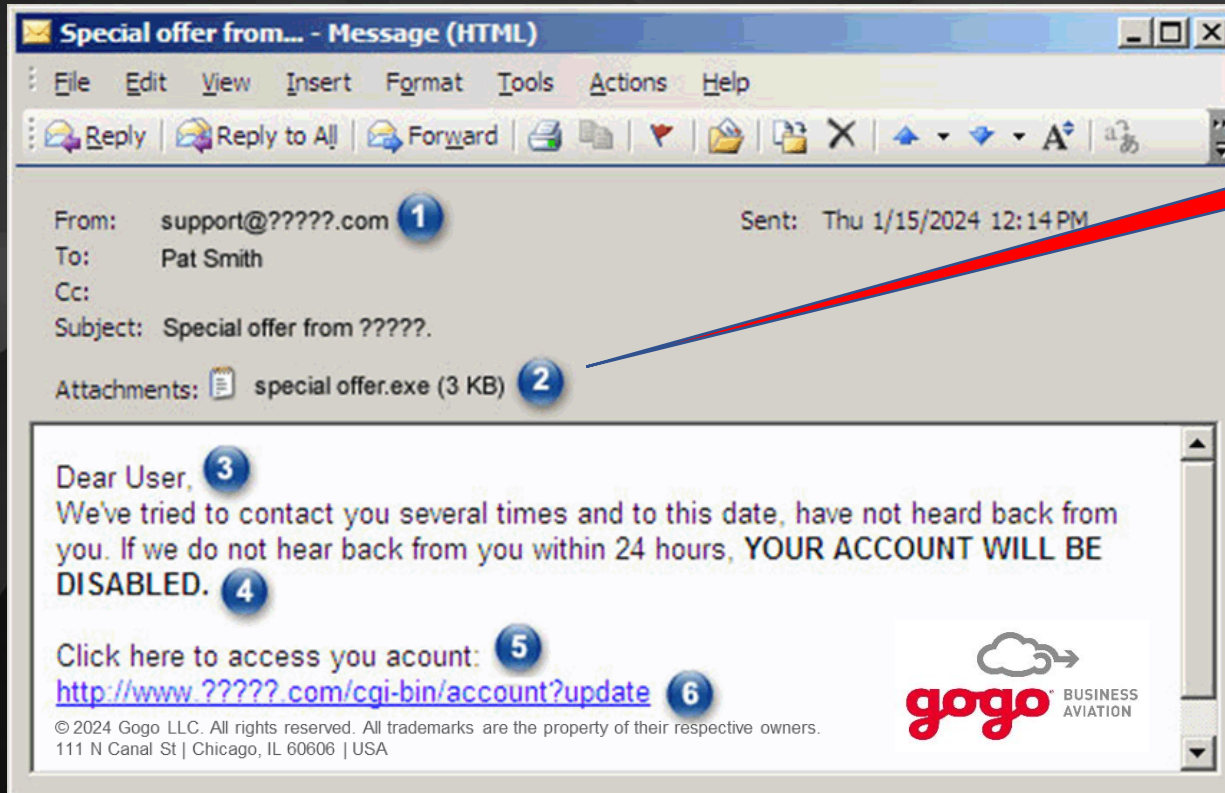 Special offer from... - Message (HTML)
File Edit View Insert Format Tools Actions Help
Reply Reply to All Forward
From: support@?????.com 1 Sent: Thu 1/15/2024 12:14 PM
To: Pat Smith
Cc:
Subject: Special offer from ?????.
Attachments: special offer.exe (3 KB) 2
Dear User, 3
We've tried to contact you several times and to this date, have not heard back from
you. If we do not hear back from you within 24 hours, YOUR ACCOUNT WILL BE
DISABLED. 4
Click here to access you acount: 5
http://www.?????.com/cgi-bin/account?update 6
© 2024 Gogo LLC. All rights reserved. All trademarks are the property of their respective owners.
111 N Canal St | Chicago, IL 60606 | USA
gogo BUSINESS
AVIATION